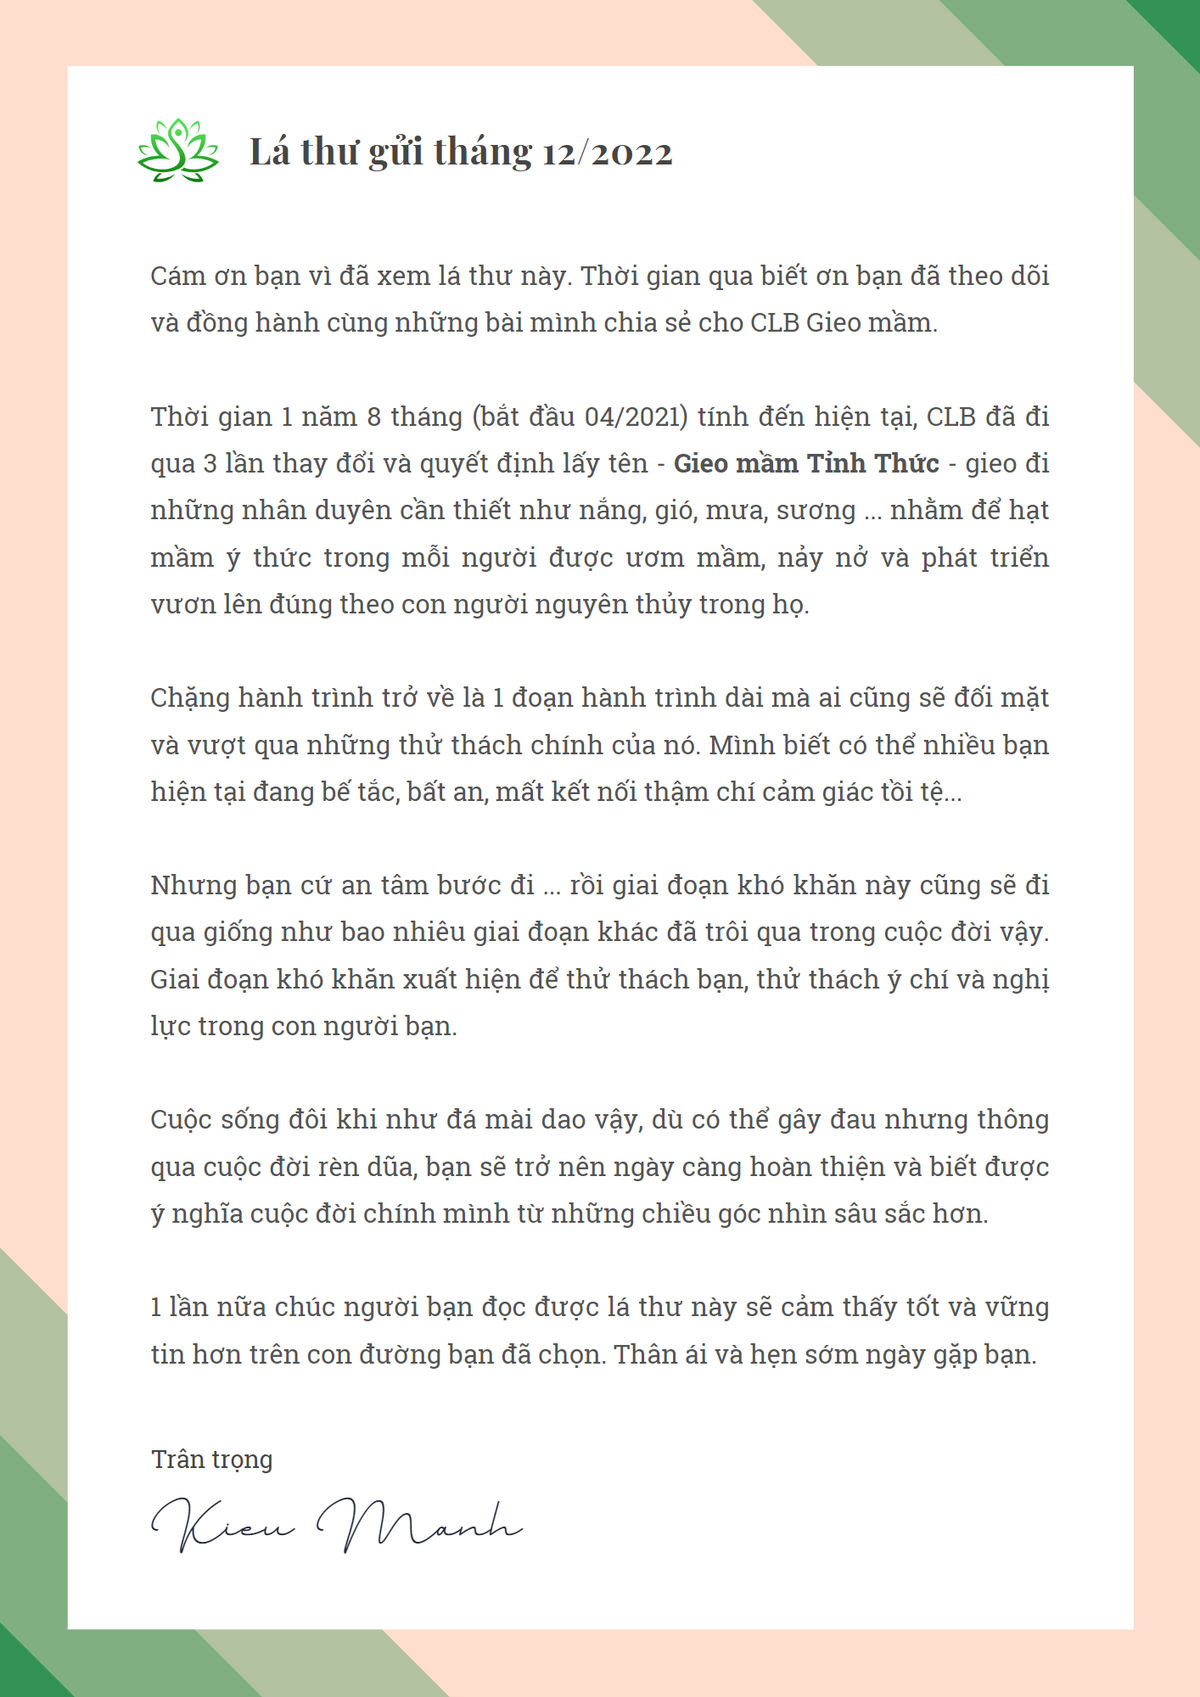 Lá thư gửi tháng 12/2022
Cám ơn bạn vì đã xem lá thư này. Thời gian qua biết ơn bạn đã theo dõi
và đồng hành cùng những bài mình chia sẻ cho CLB Gieo mầm.
Thời gian 1 năm 8 tháng (bắt đầu 04/2021) tính đến hiện tại, CLB đã đi
qua 3 lần thay đổi và quyết định lấy tên - Gieo mầm Tỉnh Thức - gieo đi
những nhân duyên cần thiết như nắng, gió, mưa, sương ... nhằm để hạt
mầm ý thức trong mỗi người được ươm mầm, nảy nở và phát triển
vươn lên đúng theo con người nguyên thủy trong họ.
Chặng hành trình trở về là 1 đoạn hành trình dài mà ai cũng sẽ đối mặt
và vượt qua những thử thách chính của nó. Mình biết có thể nhiều bạn
hiện tại đang bế tắc, bất an, mất kết nối thậm chí cảm giác tồi tệ...
Nhưng bạn cứ an tâm bước đi ... rồi giai đoạn khó khăn này cũng sẽ đi
qua giống như bao nhiêu giai đoạn khác đã trôi qua trong cuộc đời vậy.
Giai đoạn khó khăn xuất hiện để thử thách bạn, thử thách ý chí và nghị
lực trong con người bạn.
Cuộc sống đôi khi như đá mài dao vậy, dù có thể gây đau nhưng thông
qua cuộc đời rèn dũa, bạn sẽ trở nên ngày càng hoàn thiện và biết được
ý nghĩa cuộc đời chính mình từ những chiều góc nhìn sâu sắc hơn.
1 lần nữa chúc người bạn đọc được lá thư này sẽ cảm thấy tốt và vững
tin hơn trên con đường bạn đã chọn. Thân ái và hẹn sớm ngày gặp bạn.
Trân trọng
Kieu Manh